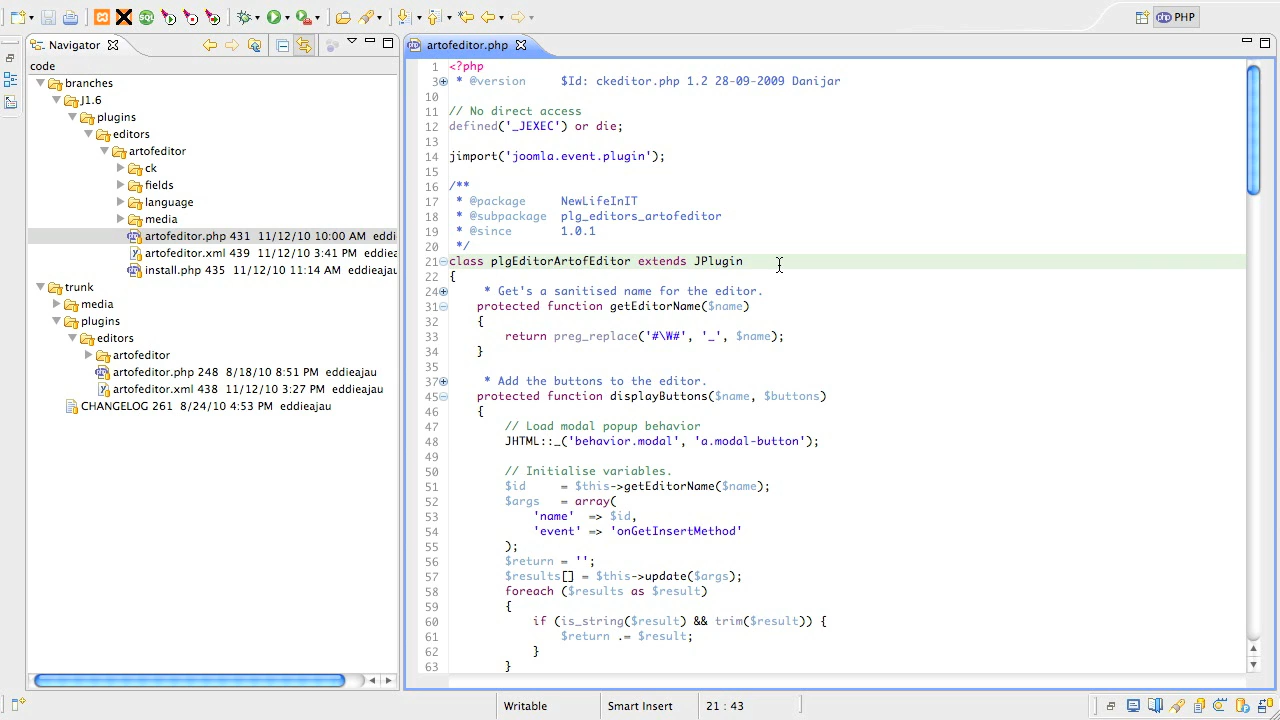 PHP
Navigator
code
branches
J1.6
plugins
editors
artofeditor
ck
fields
language
media
artofeditor.php 431 11/12/10 10:00 AM eddieaja
artofeditor.xml 439 11/12/10 3:41 PM eddieaja
install.php 435 11/12/10 11:14 AM eddieajau
trunk
media
plugins
editors
artofeditor
artofeditor.php 248 8/18/10 8:51 PM eddieajau
artofeditor.xml 438 11/12/10 3:27 PM eddieajau
CHANGELOG 261 8/24/10 4:53 PM eddieajau
artofeditor.php
1 <?php
3 * @version $Id: ckeditor.php 1.2 28-09-2009 Danijar
10
11 // No direct access
12 defined('_JEXEC') or die;
13
14 jimport('joomla.event.plugin');
15
16 /**
17 * @package NewLifeInIT
18 * @subpackage plg_editors_artofeditor
19 * @since 1.0.1
20 */
21 class plgEditorArtofEditor extends JPlugin
22 {
24 * Get's a sanitised name for the editor.
31 protected function getEditorName($name)
32 {
33 return preg_replace('#\W#', '_', $name);
34 }
35
37 * Add the buttons to the editor.
45 protected function displayButtons($name, $buttons)
46 {
47 // Load modal popup behavior
48 JHTML::_('behavior.modal', 'a.modal-button');
49
50 // Initialise variables.
51 $id = $this->getEditorName($name);
52 $args = array(
53 'name' => $id,
54 'event' => 'onGetInsertMethod'
55 );
56 $return = '';
57 $results[] = $this->update($args);
58 foreach ($results as $result)
59 {
60 if (is_string($result) && trim($result)) {
61 $return .= $result;
62 }
63 }
Writable
Smart Insert
21 : 43